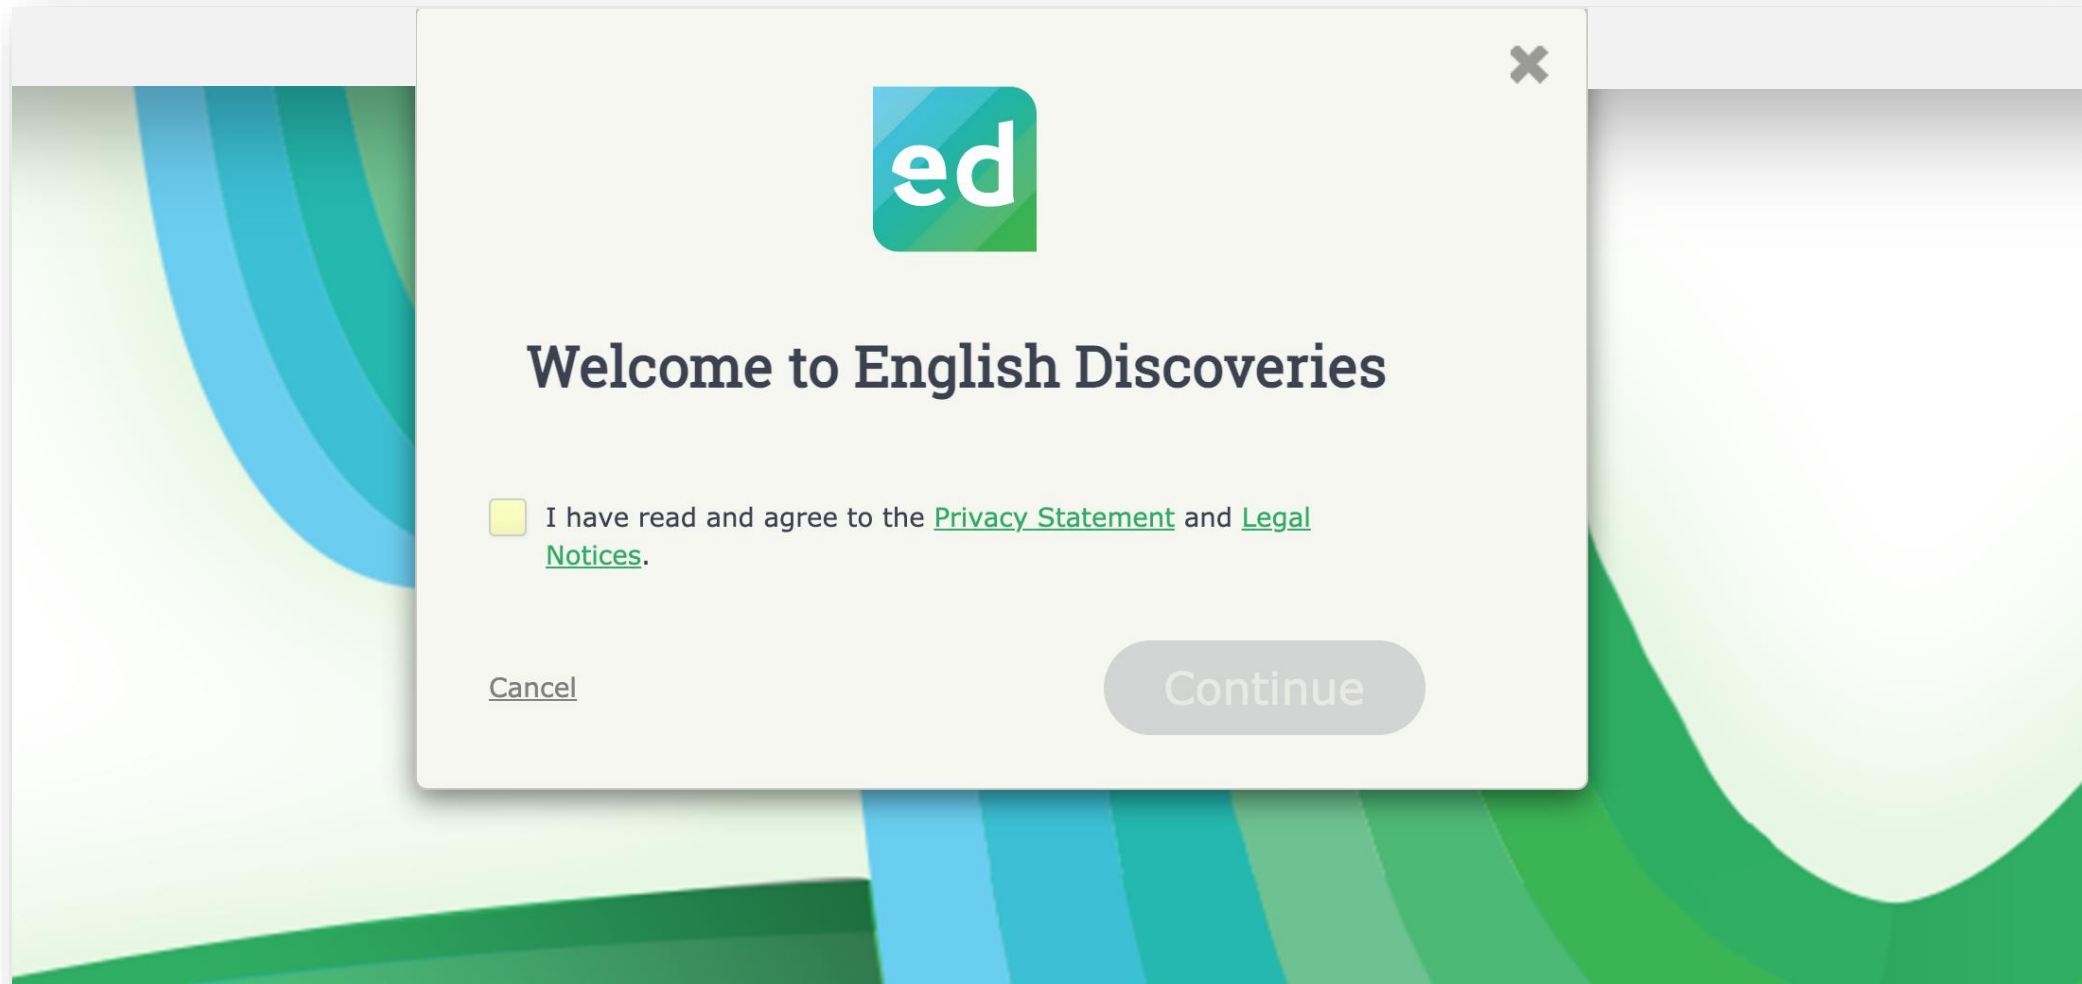 ed
Welcome to English Discoveries
I have read and agree to the Privacy Statement and Legal
Notices.
Cancel
Continue